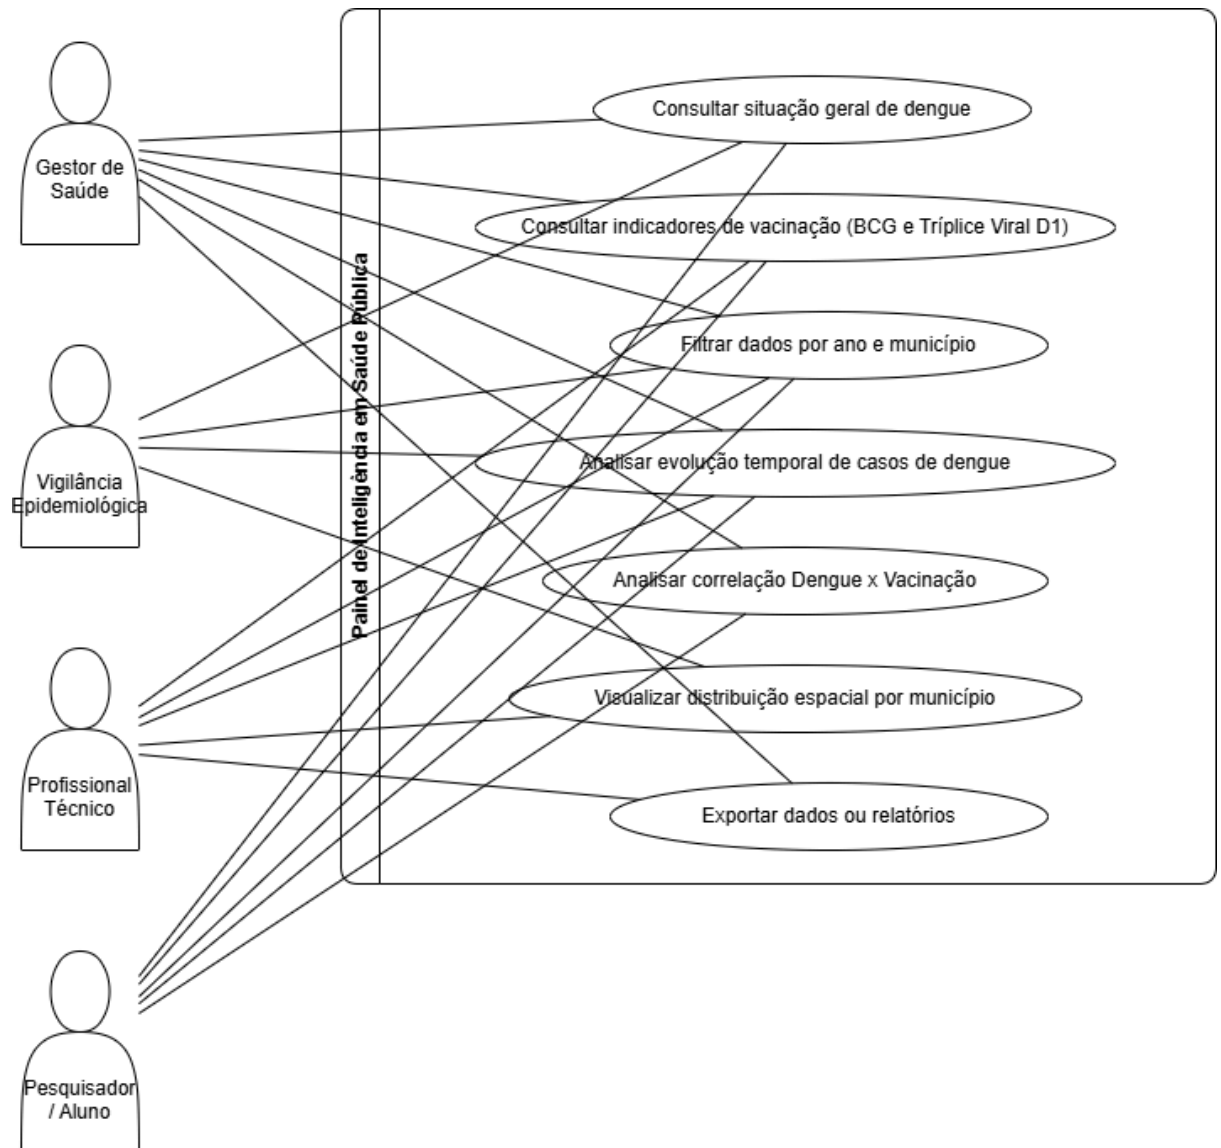 Gestor de
Saúde
Vigilância
Epidemiológica
Profissional
Técnico
Pesquisador
/ Aluno
Painel de Inteligência em Saúde Pública
Consultar situação geral de dengue
Consultar indicadores de vacinação (BCG e Tríplice Viral D1)
Filtrar dados por ano e município
Analisar evolução temporal de casos de dengue
Analisar correlação Dengue x Vacinação
Visualizar distribuição espacial por município
Exportar dados ou relatórios